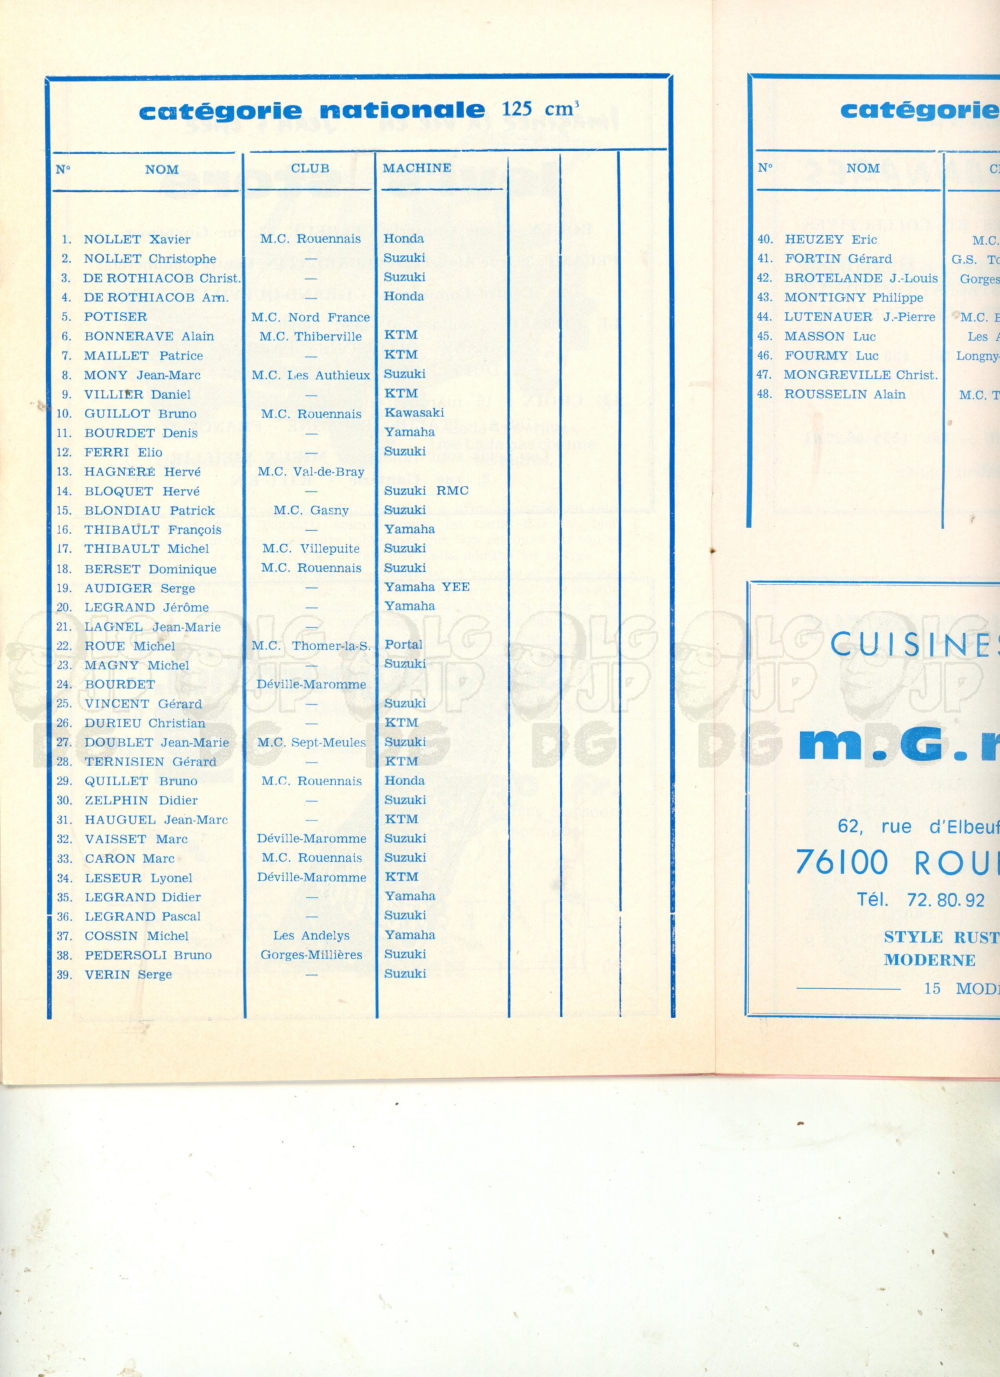 catégorie nationale 125 cm³
N° NOM CLUB MACHINE
1. NOLLET Xavier M.C. Rouennais Honda
2. NOLLET Christophe — Suzuki
3. DE ROTHIACOB Christ. — Suzuki
4. DE ROTHIACOB Arn. — Honda
5. POTISER M.C. Nord France
6. BONNERAVE Alain M.C. Thiberville KTM
7. MAILLET Patrice — KTM
8. MONY Jean-Marc M.C. Les Authieux Suzuki
9. VILLIER Daniel — KTM
10. GUILLOT Bruno M.C. Rouennais Kawasaki
11. BOURDET Denis — Yamaha
12. FERRI Elio — Suzuki
13. HAGNÉRÉ Hervé M.C. Val-de-Bray
14. BLOQUET Hervé — Suzuki RMC
15. BLONDIAU Patrick M.C. Gasny Suzuki
16. THIBAULT François — Yamaha
17. THIBAULT Michel M.C. Villepuite Suzuki
18. BERSET Dominique M.C. Rouennais Suzuki
19. AUDIGER Serge — Yamaha YEE
20. LEGRAND Jérôme — Yamaha
21. LAGNEL Jean-Marie —
22. ROUE Michel M.C. Thomer-la-S. Portal
23. MAGNY Michel — Suzuki
24. BOURDET Déville-Maromme
25. VINCENT Gérard — Suzuki
26. DURIEU Christian — KTM
27. DOUBLET Jean-Marie M.C. Sept-Meules Suzuki
28. TERNISIEN Gérard — KTM
29. QUILLET Bruno M.C. Rouennais Honda
30. ZELPHIN Didier — Suzuki
31. HAUGUEL Jean-Marc — KTM
32. VAISSET Marc Déville-Maromme Suzuki
33. CARON Marc M.C. Rouennais Suzuki
34. LESEUR Lyonel Déville-Maromme KTM
35. LEGRAND Didier — Yamaha
36. LEGRAND Pascal — Suzuki
37. COSSIN Michel Les Andelys Yamaha
38. PEDERSOLI Bruno Gorges-Millières Suzuki
39. VERIN Serge — Suzuki
catégorie
N° NOM C
40. HEUZEY Eric M.C.
41. FORTIN Gérard G.S. To
42. BROTELANDE J.-Louis Gorges
43. MONTIGNY Philippe
44. LUTENAUER J.-Pierre M.C. E
45. MASSON Luc Les A
46. FOURMY Luc Longny-
47. MONGREVILLE Christ.
48. ROUSSELIN Alain M.C. T
CUISINES
m.G.r
62, rue d'Elbeuf
76100 ROUE
Tél. 72.80.92
STYLE RUST
MODERNE
15 MOD
LG JP DG